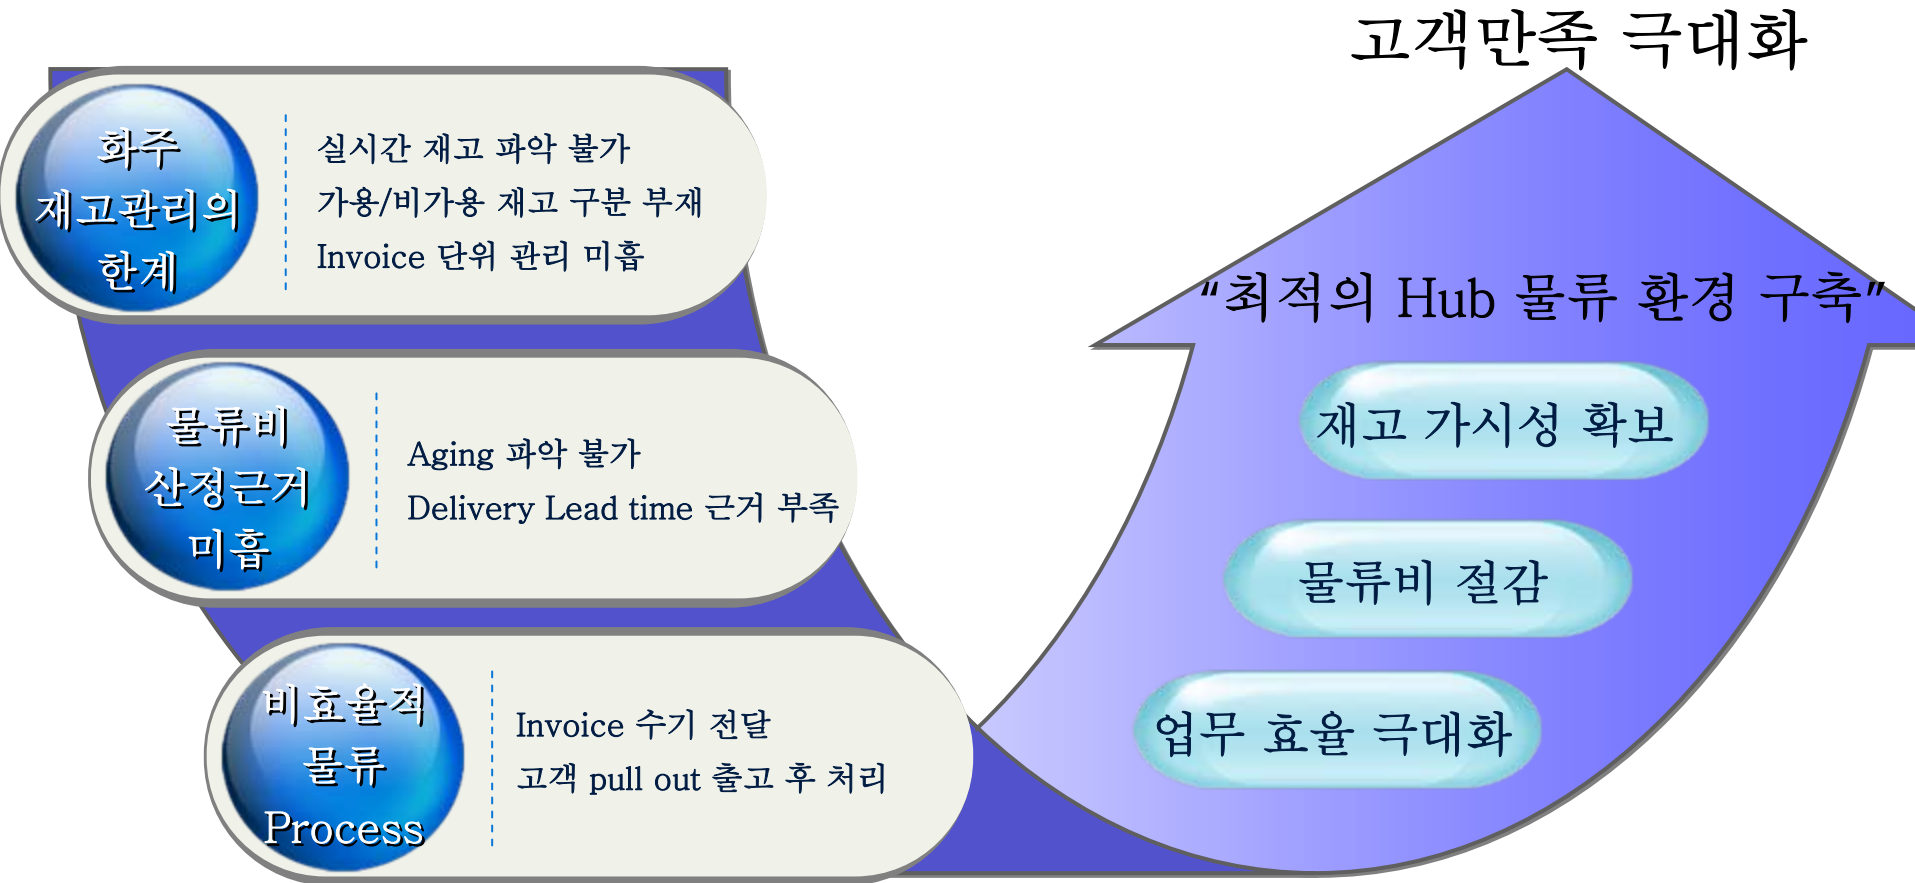 고객만족 극대화
화주
재고관리의
한계
실시간 재고 파악 불가
가용/비가용 재고 구분 부재
Invoice 단위 관리 미흡
물류비
산정근거
미흡
Aging 파악 불가
Delivery Lead time 근거 부족
비효율적
물류
Process
Invoice 수기 전달
고객 pull out 출고 후 처리
“최적의 Hub 물류 환경 구축”
재고 가시성 확보
물류비 절감
업무 효율 극대화